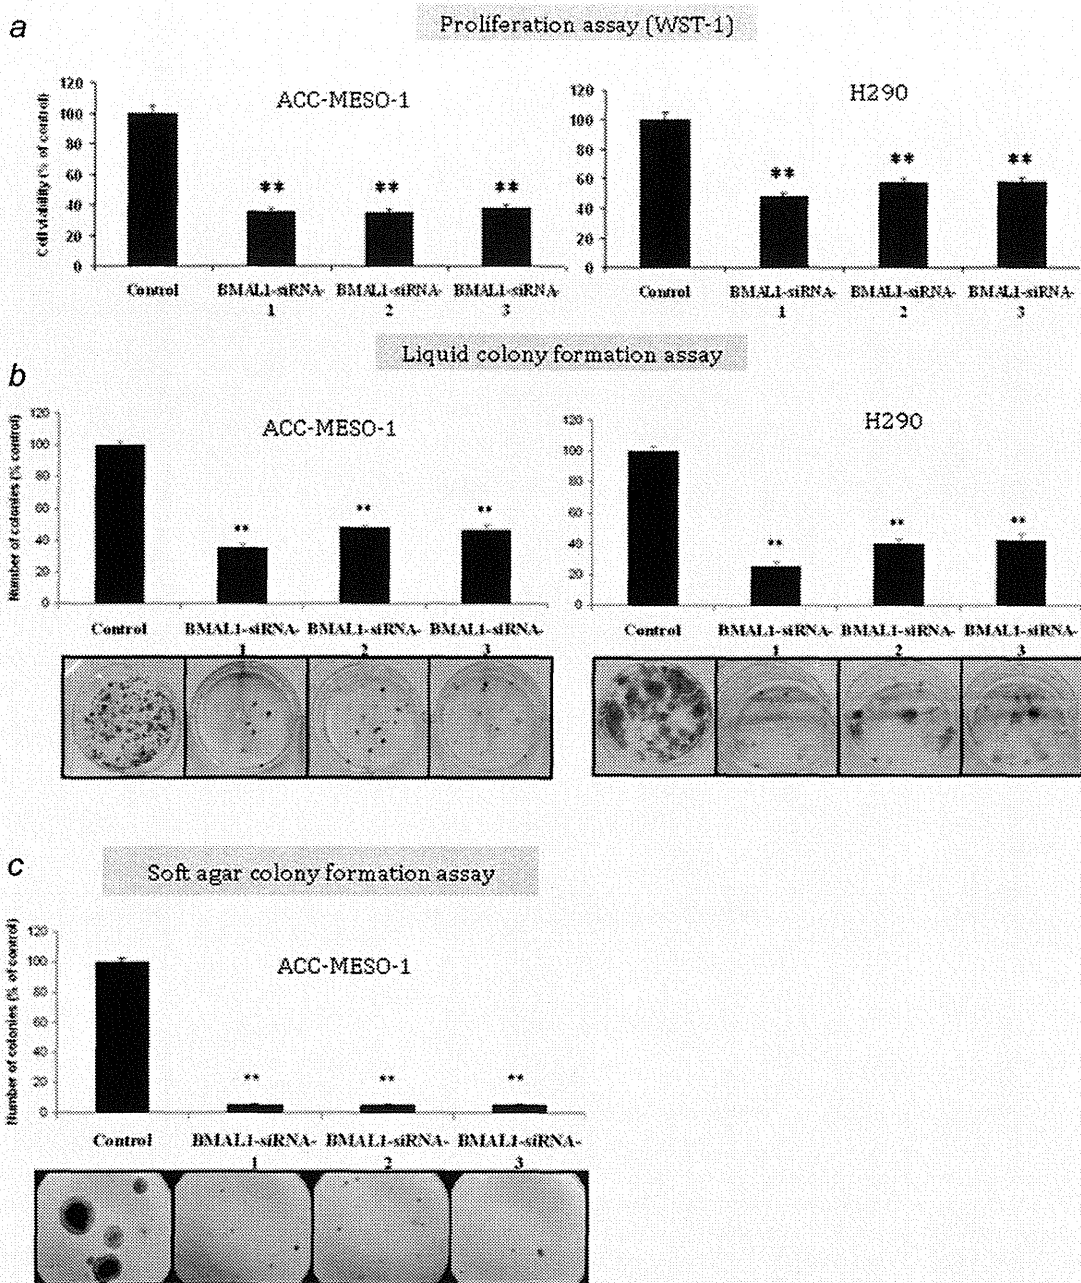 a
Proliferation assay (WST-1)
ACC-MESO-1
Cell viability (% of control)
120
100
80
60
40
20
0
** ** **
Control BMAL1-siRNA-1 BMAL1-siRNA-2 BMAL1-siRNA-3
H290
120
100
80
60
40
20
0
** ** **
Control BMAL1-siRNA-1 BMAL1-siRNA-2 BMAL1-siRNA-3
b
Liquid colony formation assay
ACC-MESO-1
Number of colonies (% control)
120
100
80
60
40
20
0
** ** **
Control BMAL1-siRNA-1 BMAL1-siRNA-2 BMAL1-siRNA-3
H290
120
100
80
60
40
20
0
** ** **
Control BMAL1-siRNA-1 BMAL1-siRNA-2 BMAL1-siRNA-3
c
Soft agar colony formation assay
ACC-MESO-1
Number of colonies (% of control)
120
100
80
60
40
20
0
** ** **
Control BMAL1-siRNA-1 BMAL1-siRNA-2 BMAL1-siRNA-3